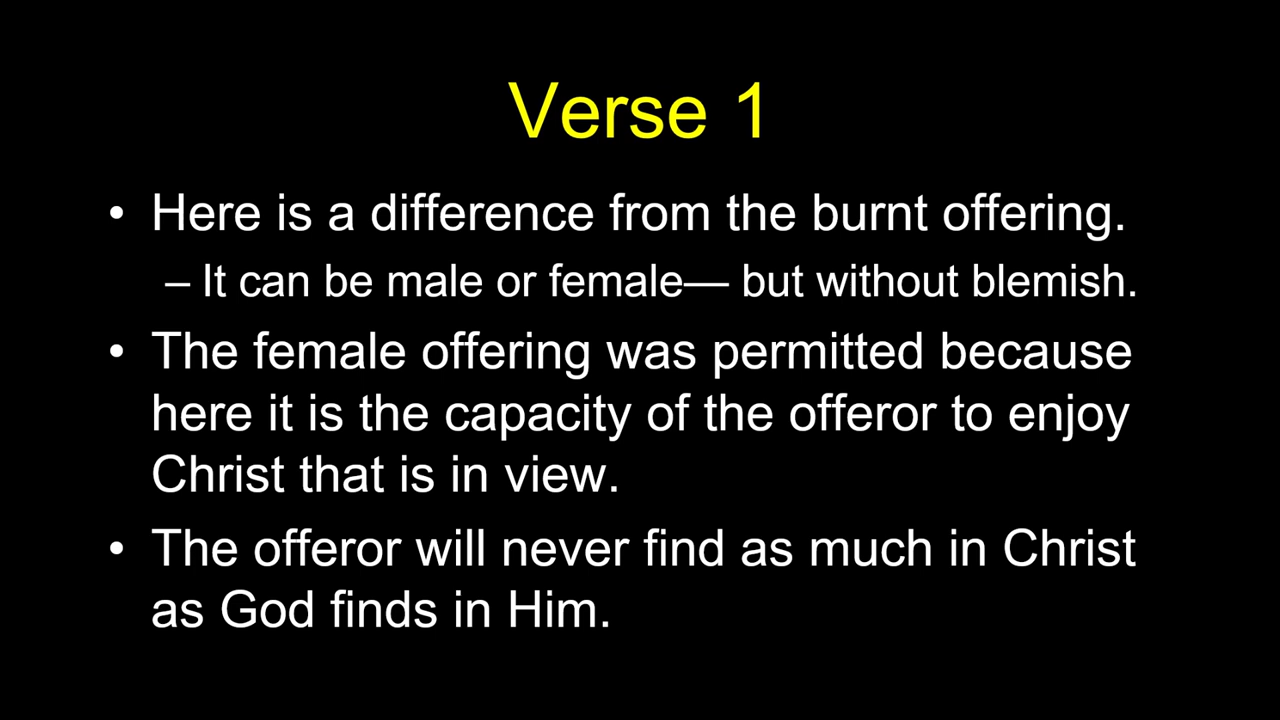 Verse 1
• Here is a difference from the burnt offering.
– It can be male or female— but without blemish.
• The female offering was permitted because
here it is the capacity of the offeror to enjoy
Christ that is in view.
• The offeror will never find as much in Christ
as God finds in Him.